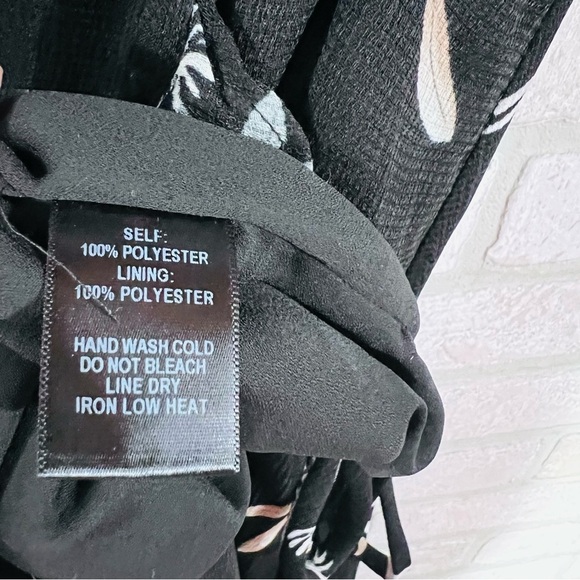 SELF:
100% POLYESTER
LINING:
100% POLYESTER
HAND WASH COLD
DO NOT BLEACH
LINE DRY
IRON LOW HEAT